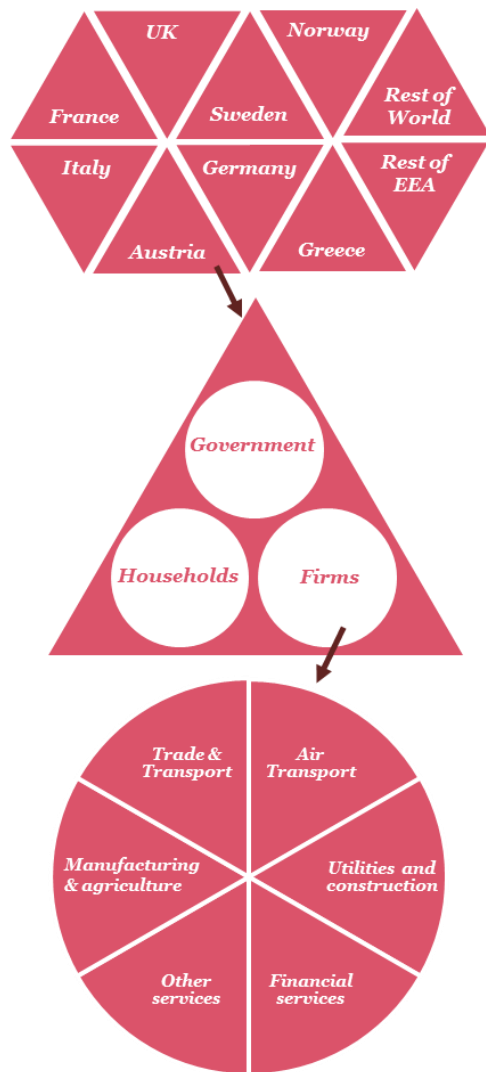 UK
Norway
France
Sweden
Rest of
World
Italy
Germany
Rest of
EEA
Austria
Greece
Government
Households
Firms
Trade &
Transport
Air
Transport
Manufacturing
& agriculture
Utilities and
construction
Other
services
Financial
services